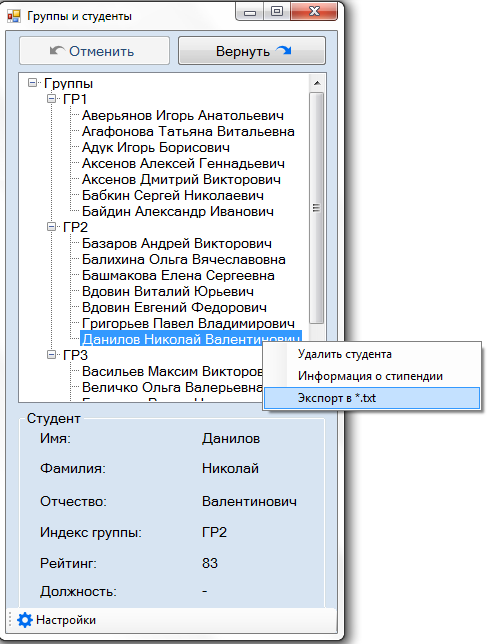 Группы и студенты
Отменить
Вернуть
Группы
ГР1
Аверьянов Игорь Анатольевич
Агафонова Татьяна Витальевна
Адук Игорь Борисович
Аксенов Алексей Геннадьевич
Аксенов Дмитрий Викторович
Бабкин Сергей Николаевич
Байдин Александр Иванович
ГР2
Базаров Андрей Викторович
Балихина Ольга Вячеславовна
Башмакова Елена Сергеевна
Вдовин Виталий Юрьевич
Вдовин Евгений Федорович
Григорьев Павел Владимирович
Данилов Николай Валентинович
Удалить студента
ГР3
Васильев Максим Викторов
Информация о стипендии
Величко Ольга Валерьевна
Экспорт в *.txt
Студент
Имя: Данилов
Фамилия: Николай
Отчество: Валентинович
Индекс группы: ГР2
Рейтинг: 83
Должность: -
Настройки